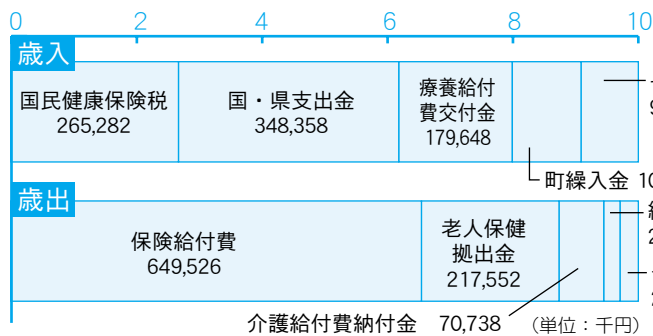 0 2 4 6 8 10
歳入
国民健康保険税
265,282
国・県支出金
348,358
療養給付
費交付金
179,648
町繰入金 10
歳出
保険給付費
649,526
老人保健
拠出金
217,552
介護給付費納付金 70,738 (単位：千円)